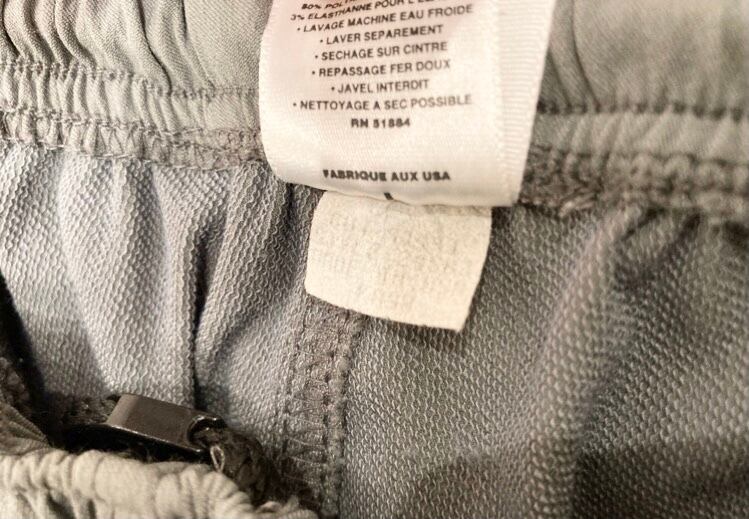 3% ELASTHANNE POUR L'E
• LAVAGE MACHINE EAU FROIDE
• LAVER SEPAREMENT
• SECHAGE SUR CINTRE
• REPASSAGE FER DOUX
• JAVEL INTERDIT
• NETTOYAGE A SEC POSSIBLE
RN 51884
FABRIQUE AUX USA